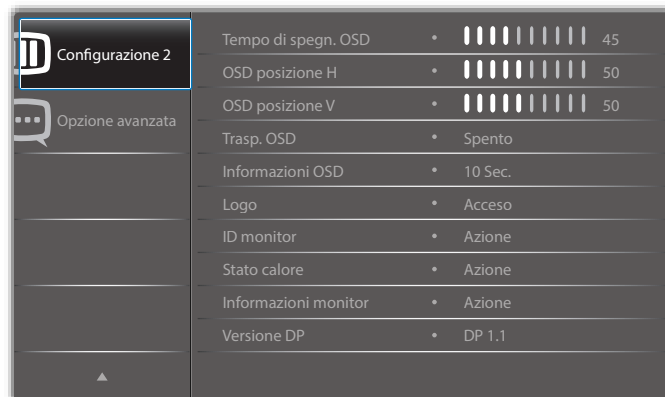 Configurazione 2
Opzione avanzata
Tempo di spegn. OSD • 45
OSD posizione H • 50
OSD posizione V • 50
Trasp. OSD • Spento
Informazioni OSD • 10 Sec.
Logo • Acceso
ID monitor • Azione
Stato calore • Azione
Informazioni monitor • Azione
Versione DP • DP 1.1